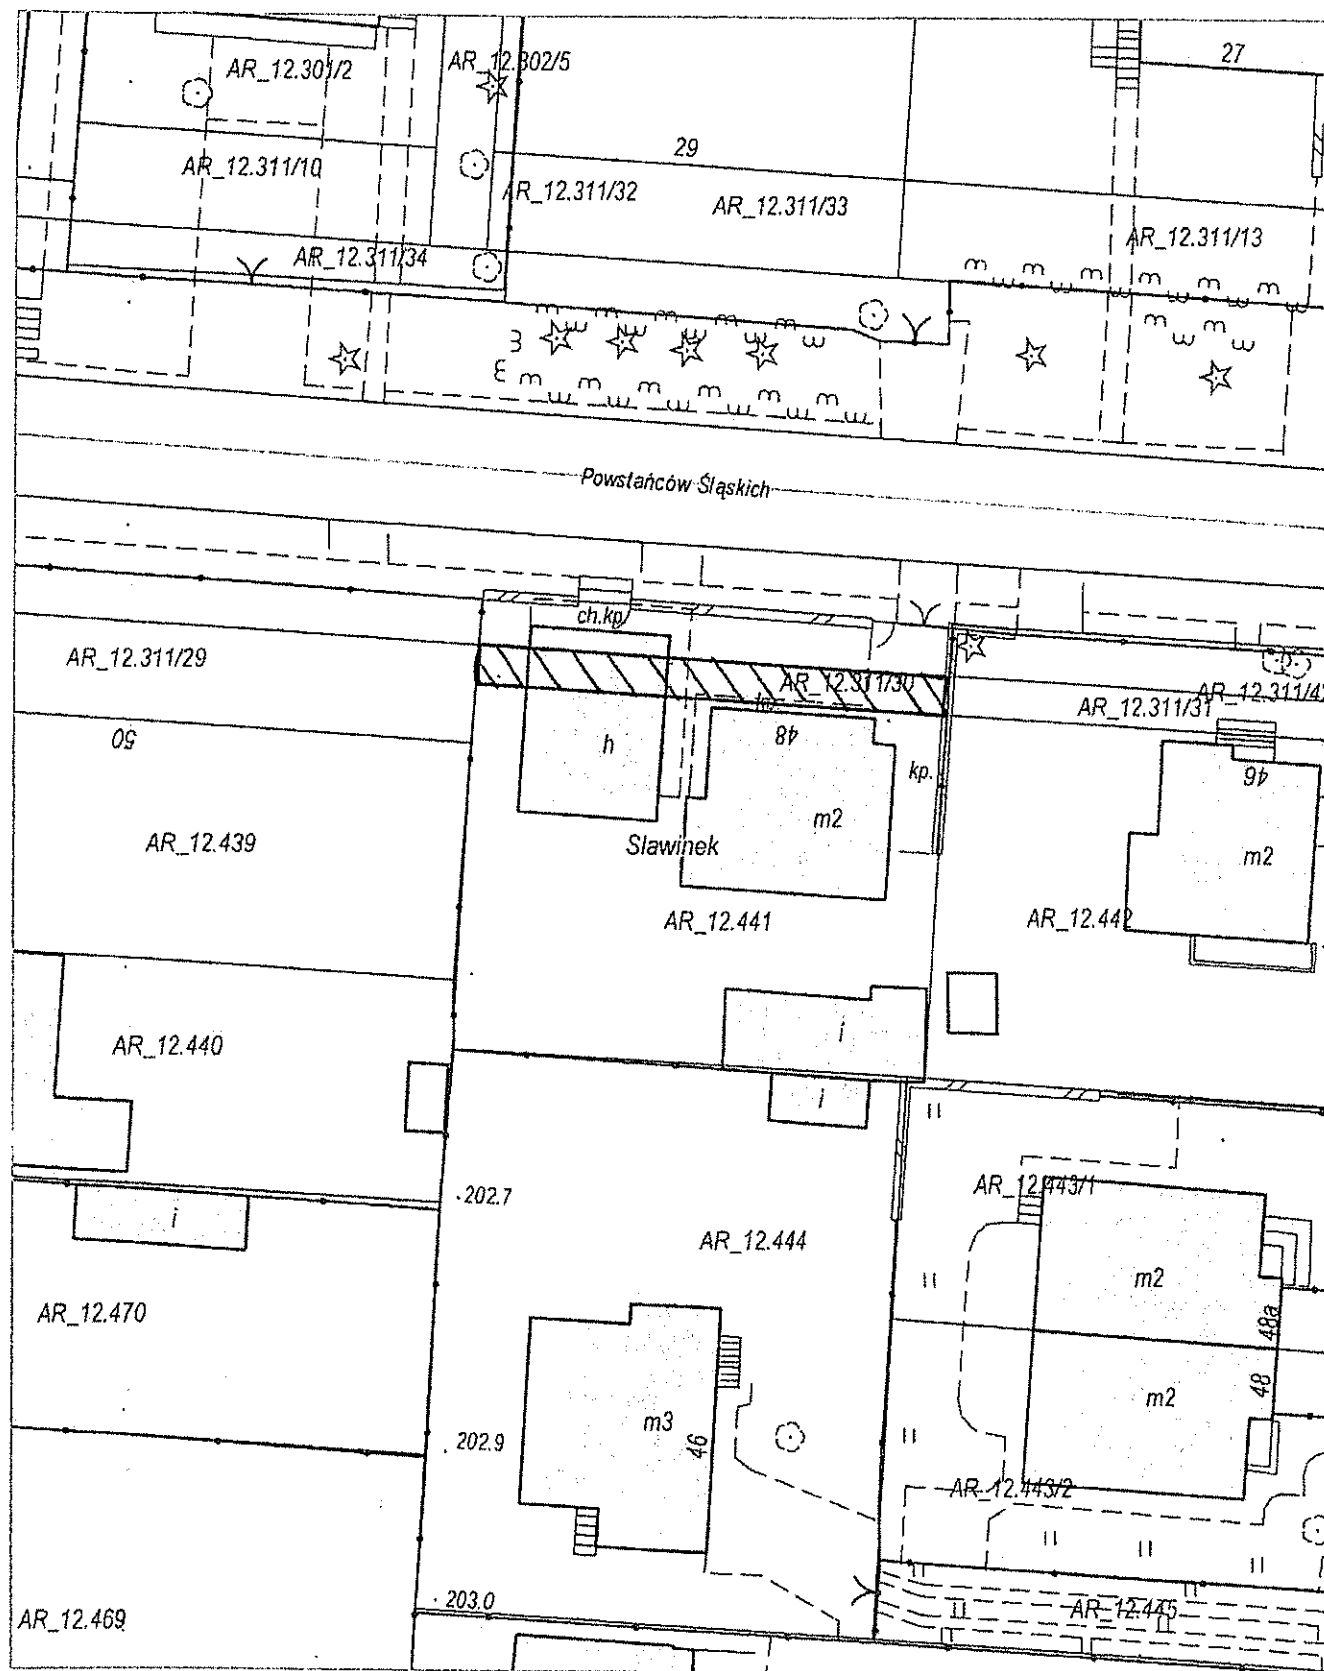 27
AR_12.301/2
AR_12.302/5
29
AR_12.311/10
AR_12.311/32
AR_12.311/33
AR_12.311/13
AR_12.311/34
Powstańców Śląskich
ch.kp
AR_12.311/29
AR_12.311/30
AR_12.311/31
50
h
48
kp.
46
AR_12.439
Slawinek
m2
m2
AR_12.441
AR_12.442
AR_12.440
i
i
AR_12.443/1
202.7
i
AR_12.444
m2
AR_12.470
48a
m3
46
m2
48
202.9
AR_12.443/2
203.0
AR_12.445
AR_12.469